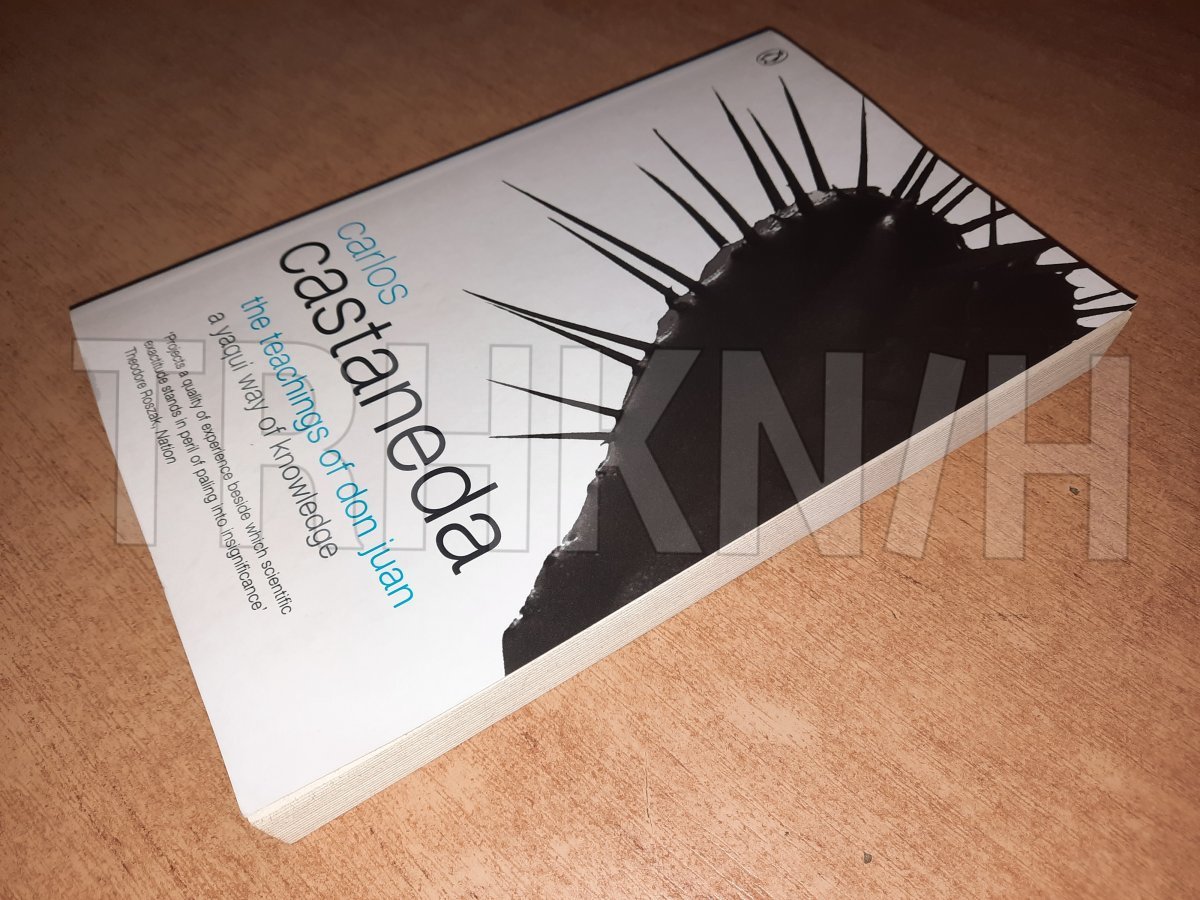 carlos
castaneda
the teachings of don juan
a yaqui way of knowledge
'Projects a quality of experience beside which scientific
exactitude stands in peril of paling into insignificance'
Theodore Roszak, Nation